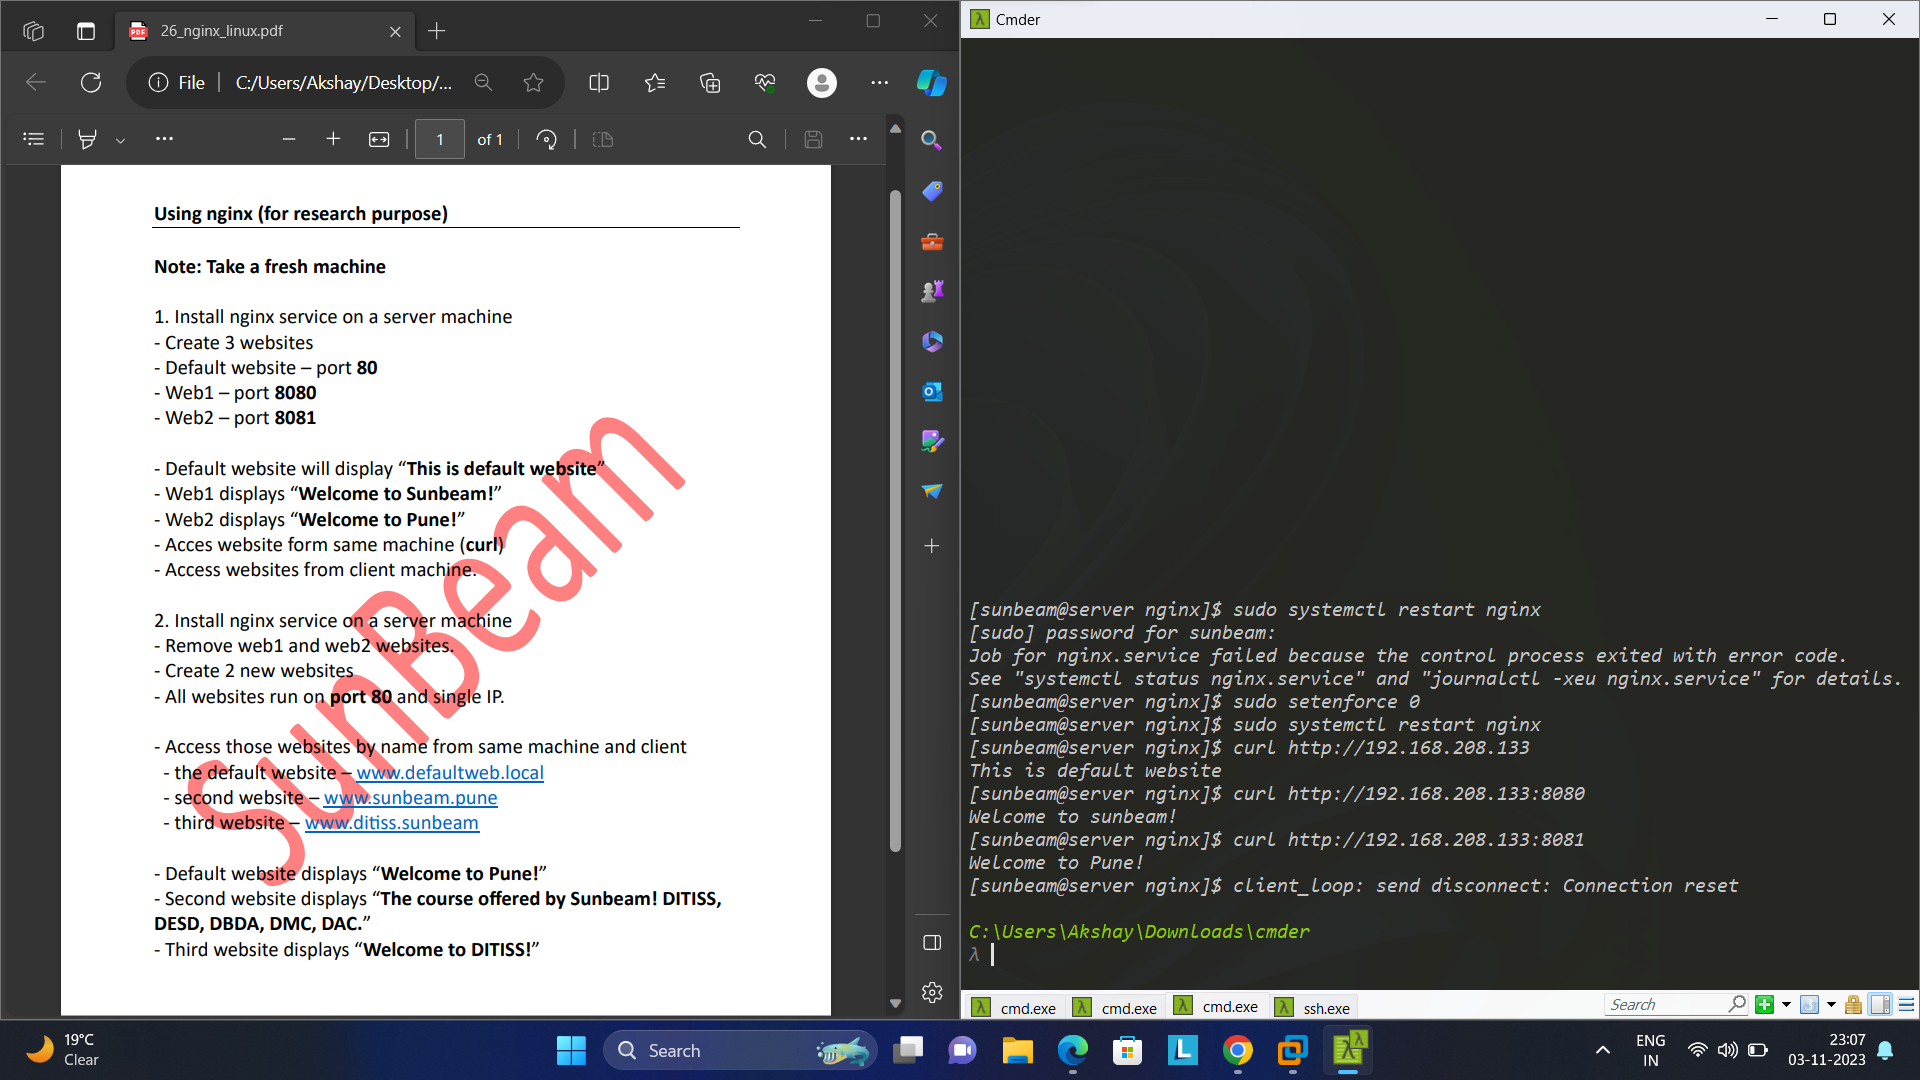 26_nginx_linux.pdf
File
C:/Users/Akshay/Desktop/...
1
of 1
Using nginx (for research purpose)
Note: Take a fresh machine
1. Install nginx service on a server machine
- Create 3 websites
- Default website – port 80
- Web1 – port 8080
- Web2 – port 8081
- Default website will display “This is default website”
- Web1 displays “Welcome to Sunbeam!”
- Web2 displays “Welcome to Pune!”
- Acces website form same machine (curl)
- Access websites from client machine.
2. Install nginx service on a server machine
- Remove web1 and web2 websites.
- Create 2 new websites
- All websites run on port 80 and single IP.
- Access those websites by name from same machine and client
- the default website – www.defaultweb.local
- second website – www.sunbeam.pune
- third website – www.ditiss.sunbeam
- Default website displays “Welcome to Pune!”
- Second website displays “The course offered by Sunbeam! DITISS,
DESD, DBDA, DMC, DAC.”
- Third website displays “Welcome to DITISS!”
SunBeam
Cmder
[sunbeam@server nginx]$ sudo systemctl restart nginx
[sudo] password for sunbeam:
Job for nginx.service failed because the control process exited with error code.
See "systemctl status nginx.service" and "journalctl -xeu nginx.service" for details.
[sunbeam@server nginx]$ sudo setenforce 0
[sunbeam@server nginx]$ sudo systemctl restart nginx
[sunbeam@server nginx]$ curl http://192.168.208.133
This is default website
[sunbeam@server nginx]$ curl http://192.168.208.133:8080
Welcome to sunbeam!
[sunbeam@server nginx]$ curl http://192.168.208.133:8081
Welcome to Pune!
[sunbeam@server nginx]$ client_loop: send disconnect: Connection reset
C:\Users\Akshay\Downloads\cmder
λ
cmd.exe
cmd.exe
cmd.exe
ssh.exe
Search
19°C
Clear
Search
ENG
IN
23:07
03-11-2023